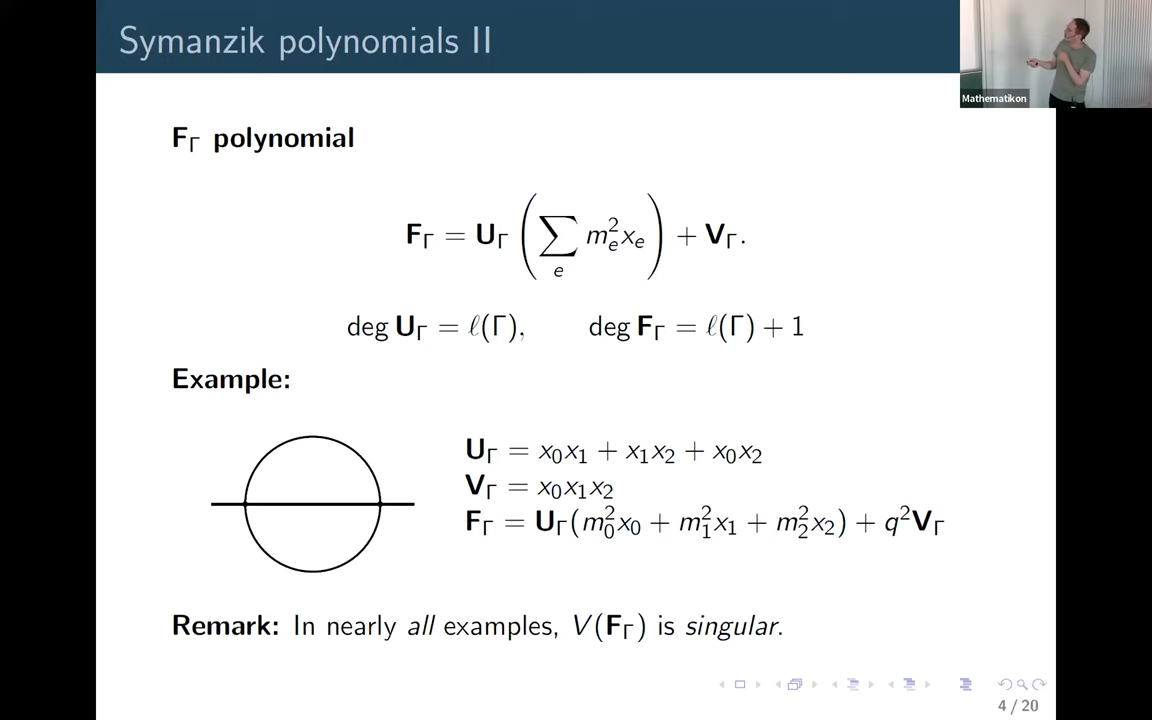 Symanzik polynomials II
Mathematikon
F_Γ polynomial
F_Γ = U_Γ ( ∑_e m_e^2 x_e ) + V_Γ.
deg U_Γ = ℓ(Γ), deg F_Γ = ℓ(Γ) + 1
Example:
U_Γ = x_0x_1 + x_1x_2 + x_0x_2
V_Γ = x_0x_1x_2
F_Γ = U_Γ(m_0^2x_0 + m_1^2x_1 + m_2^2x_2) + q^2V_Γ
Remark: In nearly all examples, V(F_Γ) is singular.
4 / 20